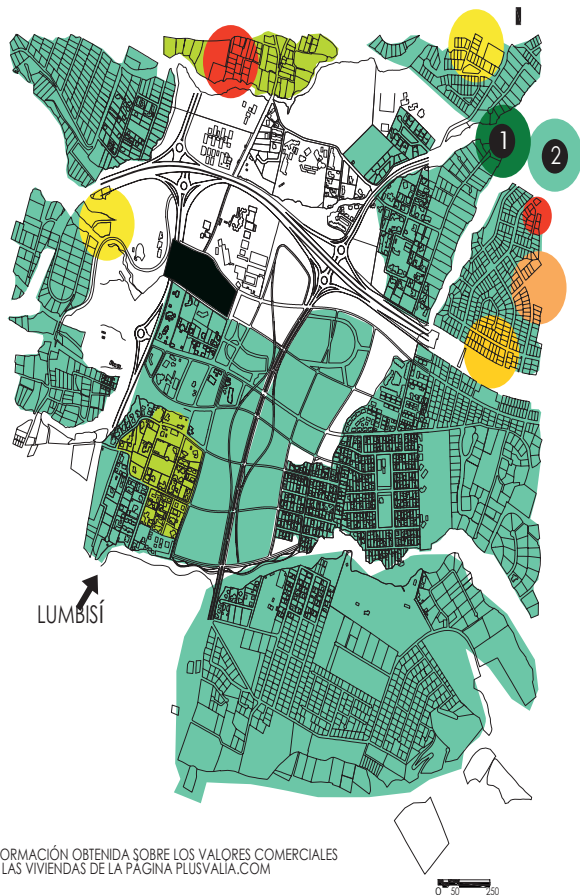 1
2
LUMBISÍ
ORMACIÓN OBTENIDA SOBRE LOS VALORES COMERCIALES
LAS VIVIENDAS DE LA PÁGINA PLUSVALIA.COM
0 50 250